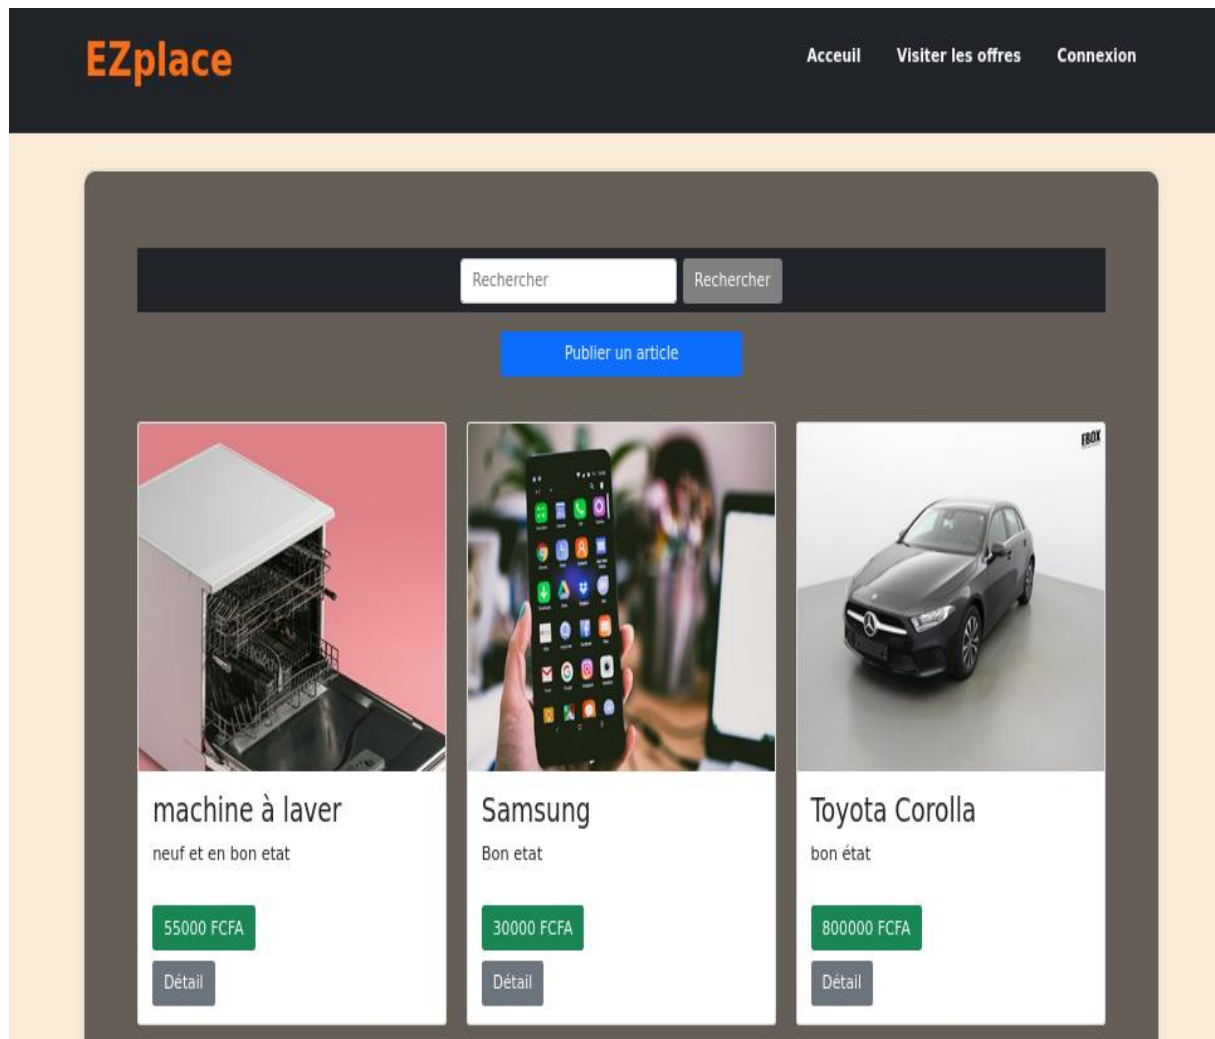 EZplace
Acceuil Visiter les offres Connexion
Rechercher Rechercher
Publier un article
EBOX
machine à laver
neuf et en bon etat
55000 FCFA
Détail
Samsung
Bon etat
30000 FCFA
Détail
Toyota Corolla
bon état
800000 FCFA
Détail